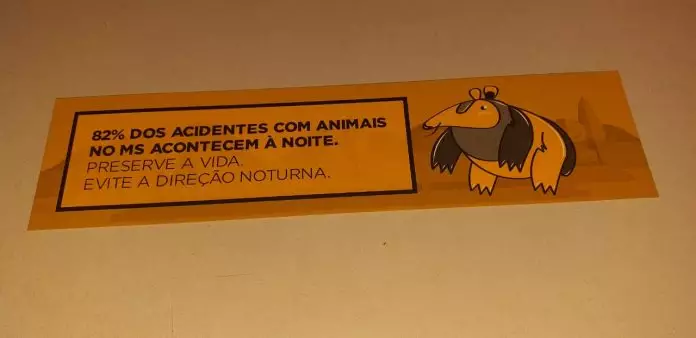 82% DOS ACIDENTES COM ANIMAIS
NO MS ACONTECEM À NOITE.
PRESERVE A VIDA.
EVITE A DIREÇÃO NOTURNA.